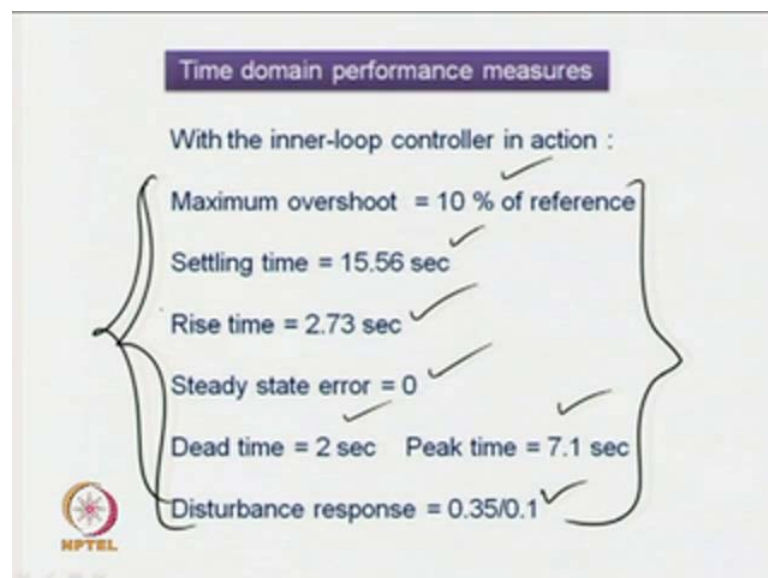 Time domain performance measures
With the inner-loop controller in action :
Maximum overshoot = 10 % of reference
Settling time = 15.56 sec
Rise time = 2.73 sec
Steady state error = 0
Dead time = 2 sec Peak time = 7.1 sec
Disturbance response = 0.35/0.1
NPTEL